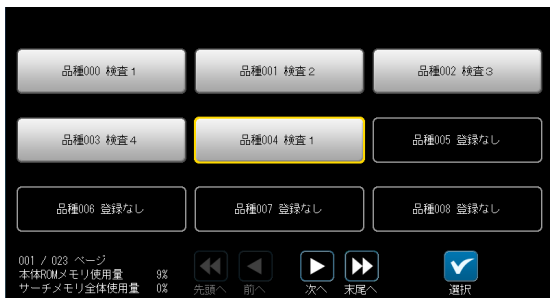 品種000 検査1
品種001 検査2
品種002 検査3
品種003 検査4
品種004 検査1
品種005 登録なし
品種006 登録なし
品種007 登録なし
品種008 登録なし
001 / 023 ページ
本体ROMメモリ使用量 9%
サーチメモリ全体使用量 0%
先頭へ 前へ 次へ 末尾へ 選択